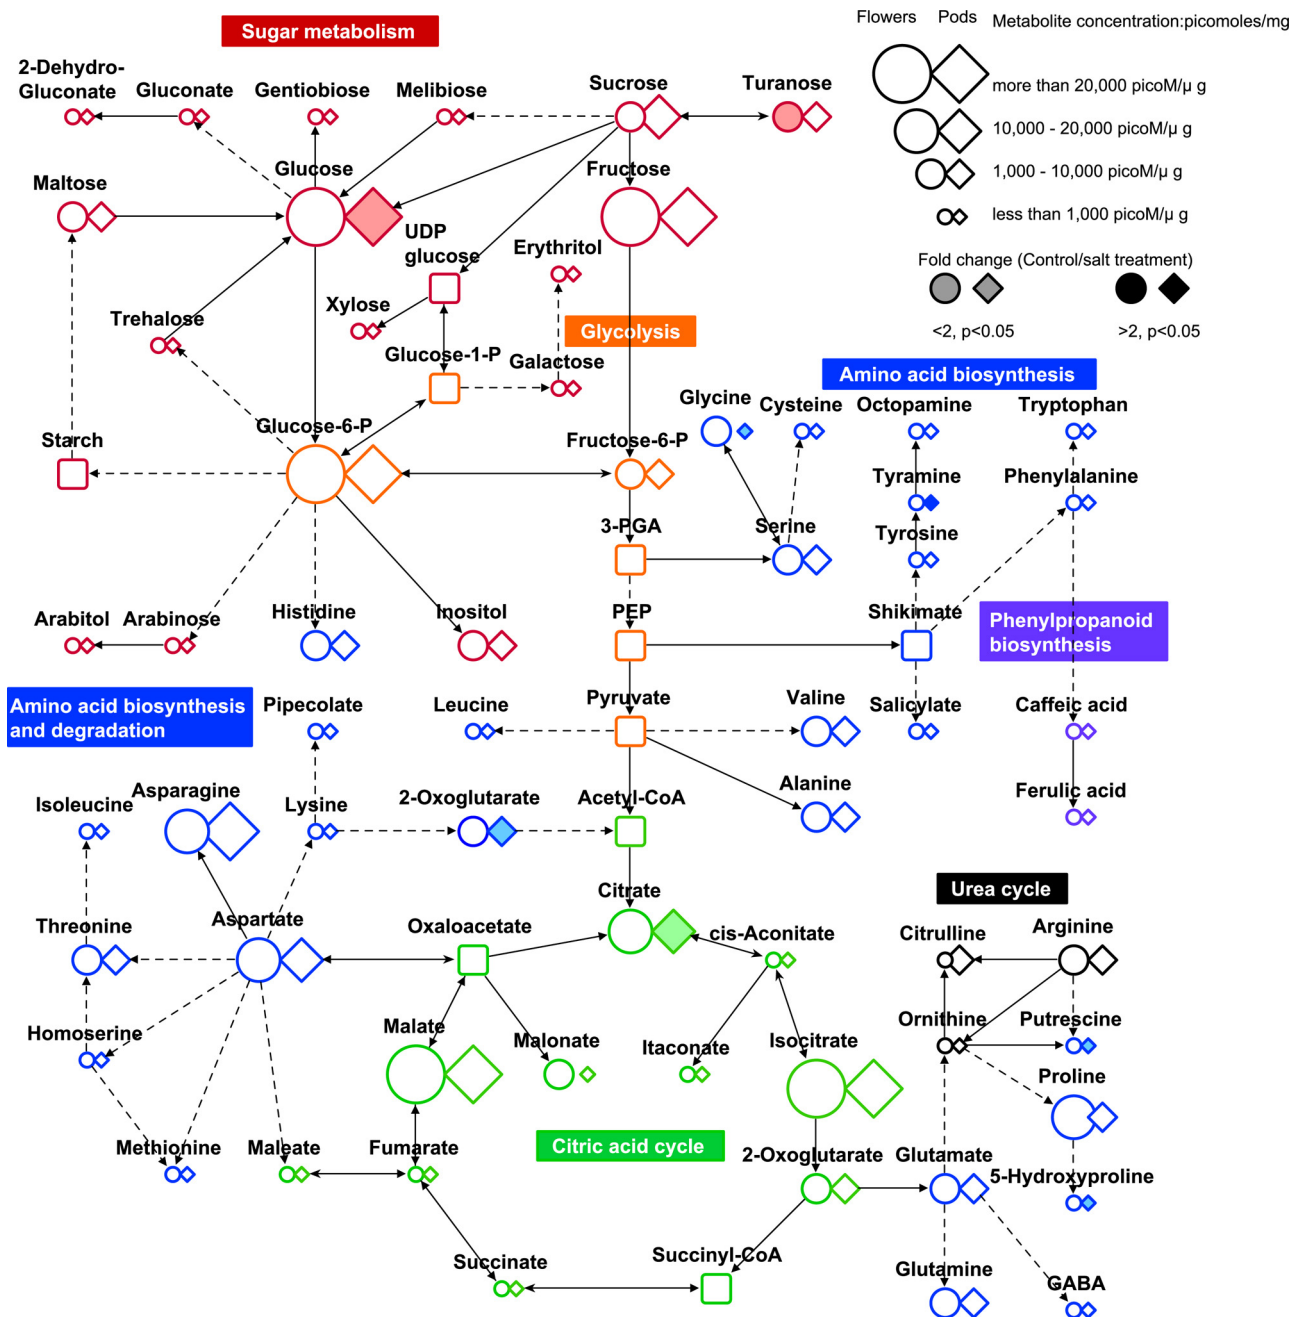 Sugar metabolism
Flowers Pods Metabolite concentration:picomoles/mg
more than 20,000 picoM/µ g
10,000 - 20,000 picoM/µ g
1,000 - 10,000 picoM/µ g
less than 1,000 picoM/µ g
Fold change (Control/salt treatment)
<2, p<0.05 >2, p<0.05
2-Dehydro-
Gluconate
Gluconate
Gentiobiose
Melibiose
Sucrose
Turanose
Glucose
Fructose
Maltose
UDP
glucose
Erythritol
Xylose
Trehalose
Glycolysis
Glucose-1-P
Galactose
Amino acid biosynthesis
Glycine
Cysteine
Octopamine
Tryptophan
Starch
Glucose-6-P
Fructose-6-P
Tyramine
Phenylalanine
3-PGA
Serine
Tyrosine
Arabitol
Arabinose
Histidine
Inositol
PEP
Shikimate
Phenylpropanoid
biosynthesis
Amino acid biosynthesis
and degradation
Pipecolate
Leucine
Pyruvate
Valine
Salicylate
Caffeic acid
Isoleucine
Asparagine
Lysine
2-Oxoglutarate
Acetyl-CoA
Alanine
Ferulic acid
Citrate
Urea cycle
Threonine
Aspartate
Oxaloacetate
cis-Aconitate
Citrulline
Arginine
Homoserine
Malate
Malonate
Itaconate
Isocitrate
Ornithine
Putrescine
Proline
Methionine
Maleate
Fumarate
Citric acid cycle
2-Oxoglutarate
Glutamate
5-Hydroxyproline
Succinate
Succinyl-CoA
Glutamine
GABA